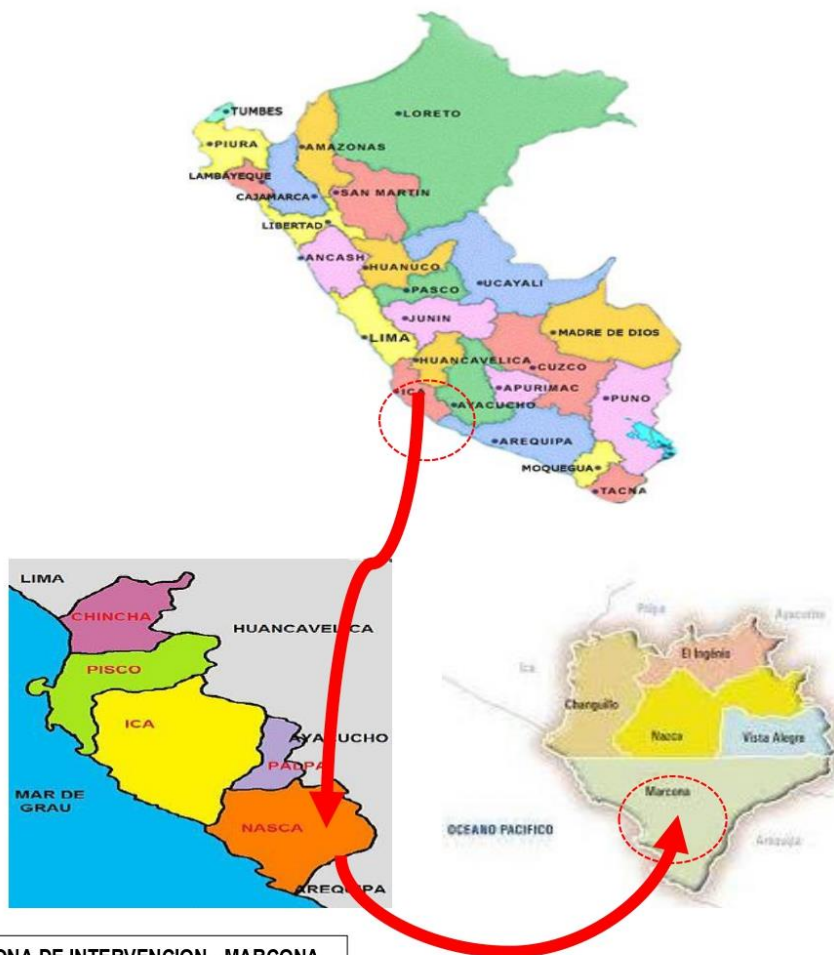 TUMBES
LORETO
PIURA
AMAZONAS
LAMBAYEQUE
SAN MARTIN
CAJAMARCA
LIBERTAD
ANCASH
HUANUCO
UCAYALI
PASCO
JUNIN
LIMA
MADRE DE DIOS
HUANCAVELICA
CUZCO
ICA
APURIMAC
PUNO
AYACUCHO
AREQUIPA
MOQUEGUA
TACNA
LIMA
CHINCHA
HUANCAVELICA
PISCO
ICA
AYACUCHO
PALPA
MAR DE
GRAU
NASCA
AREQUIPA
Palpa
Ayacucho
El Ingénio
Ica
Changuillo
Nazca
Vista Alegre
Marcona
OCEANO PACIFICO
Arequipa
ONA DE INTERVENCION - MARCONA